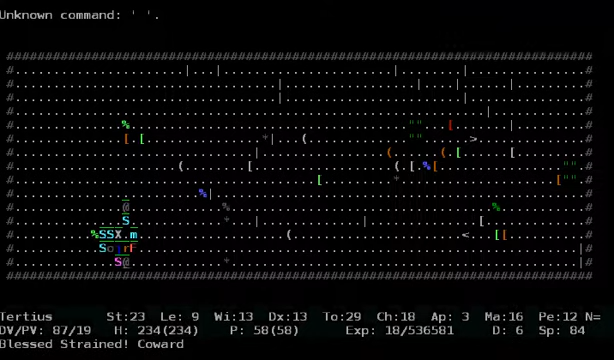 Unknown command: ' '.
Tertius St:23 Le: 9 Wi:13 Dx:13 To:29 Ch:18 Ap: 3 Ma:16 Pe:12 N=
DV/PV: 87/19 H: 234(234) P: 58(58) Exp: 18/536581 D: 6 Sp: 84
Blessed Strained! Coward